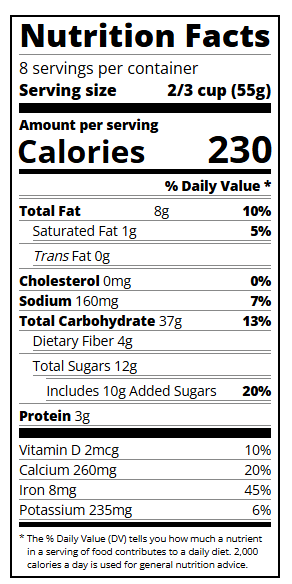 Nutrition Facts
8 servings per container
Serving size 2/3 cup (55g)
Amount per serving
Calories 230
% Daily Value *
Total Fat 8g 10%
Saturated Fat 1g 5%
Trans Fat 0g
Cholesterol 0mg 0%
Sodium 160mg 7%
Total Carbohydrate 37g 13%
Dietary Fiber 4g
Total Sugars 12g
Includes 10g Added Sugars 20%
Protein 3g
Vitamin D 2mcg 10%
Calcium 260mg 20%
Iron 8mg 45%
Potassium 235mg 6%
* The % Daily Value (DV) tells you how much a nutrient
in a serving of food contributes to a daily diet. 2,000
calories a day is used for general nutrition advice.